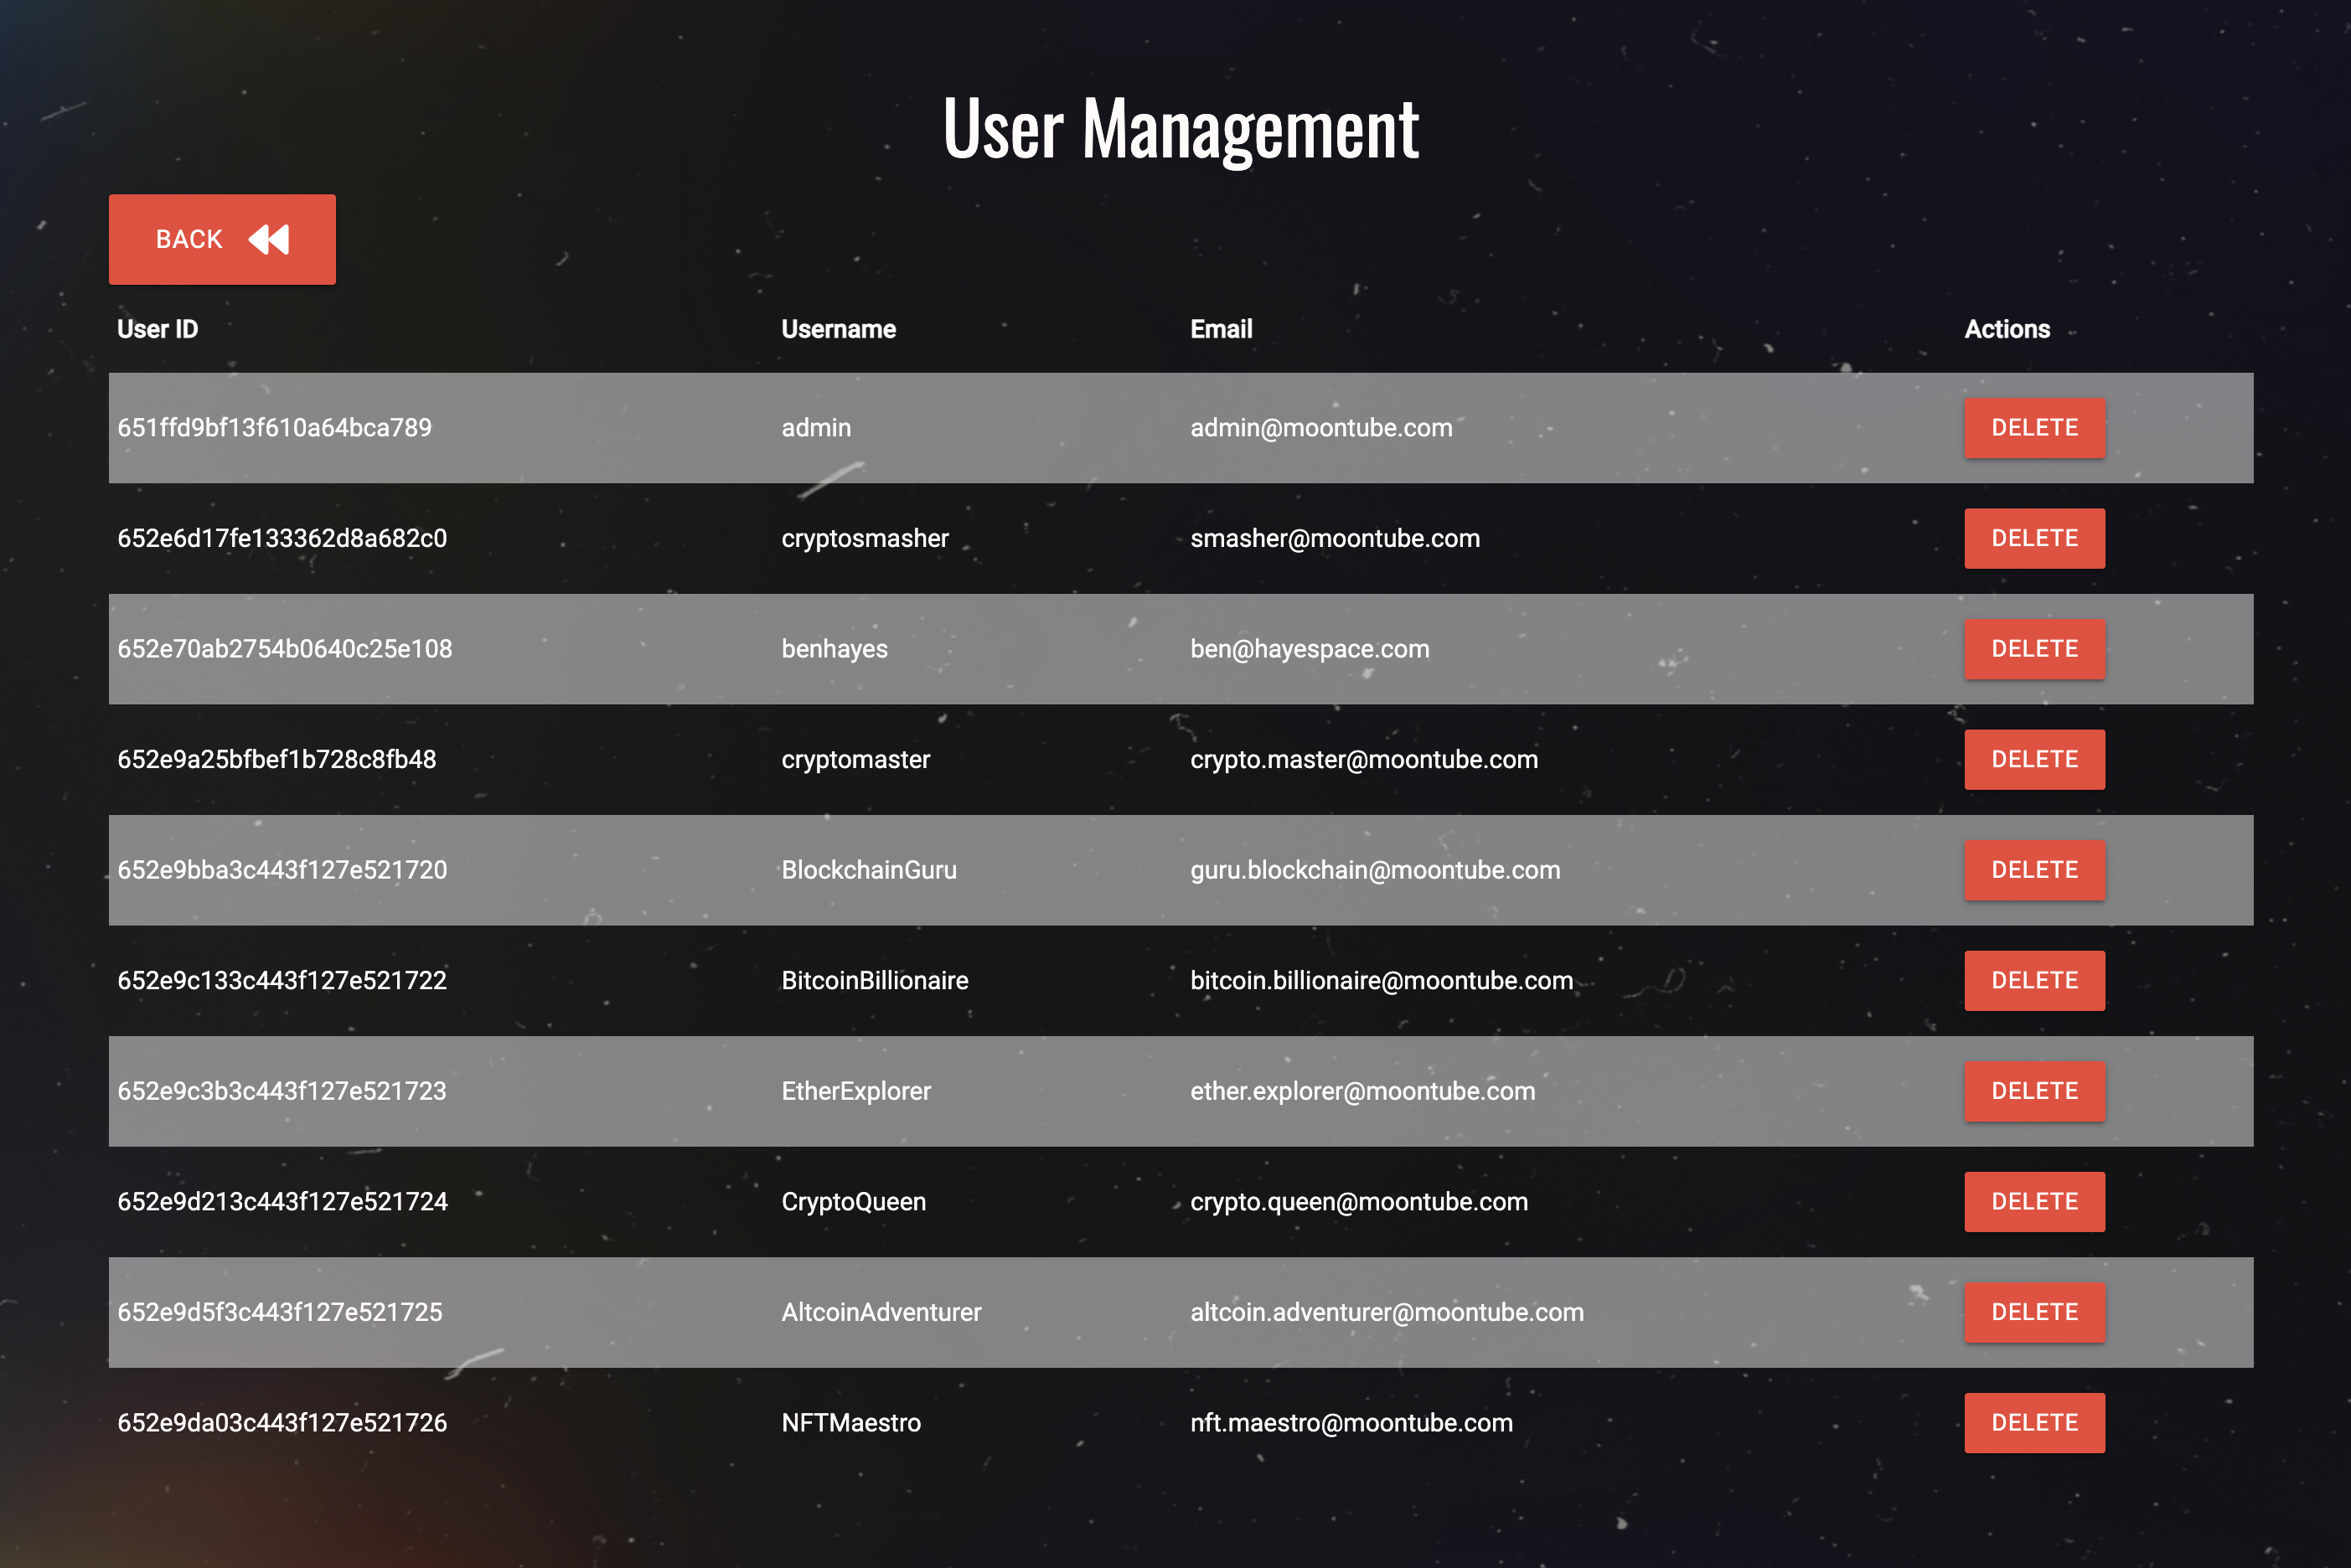 User Management
BACK
User ID Username Email Actions
651ffd9bf13f610a64bca789 admin admin@moontube.com DELETE
652e6d17fe133362d8a682c0 cryptosmasher smasher@moontube.com DELETE
652e70ab2754b0640c25e108 benhayes ben@hayespace.com DELETE
652e9a25bfbef1b728c8fb48 cryptomaster crypto.master@moontube.com DELETE
652e9bba3c443f127e521720 BlockchainGuru guru.blockchain@moontube.com DELETE
652e9c133c443f127e521722 BitcoinBillionaire bitcoin.billionaire@moontube.com DELETE
652e9c3b3c443f127e521723 EtherExplorer ether.explorer@moontube.com DELETE
652e9d213c443f127e521724 CryptoQueen crypto.queen@moontube.com DELETE
652e9d5f3c443f127e521725 AltcoinAdventurer altcoin.adventurer@moontube.com DELETE
652e9da03c443f127e521726 NFTMaestro nft.maestro@moontube.com DELETE